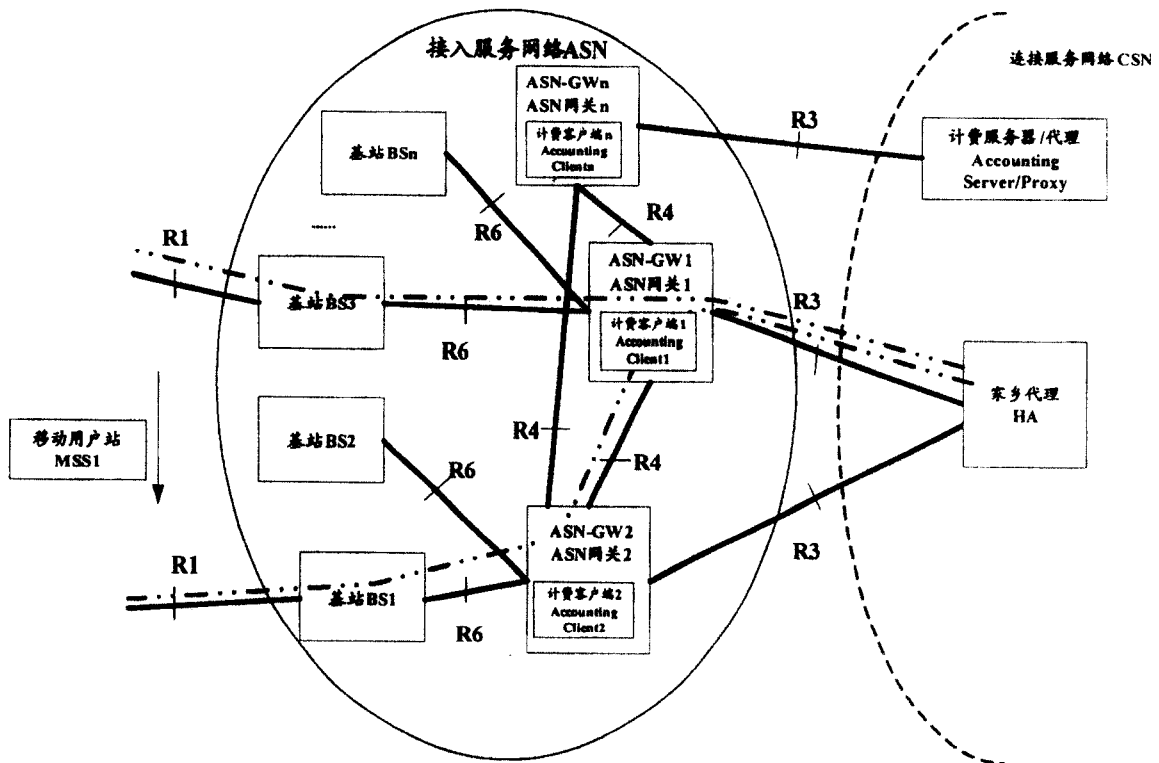 接入服务网络ASN
连接服务网络CSN
ASN-GWn
ASN网关n
计费客户端n
Accounting
Clientn
R3
计费服务器/代理
Accounting
Server/Proxy
基站BSn
R6
R4
......
R1
ASN-GW1
ASN网关1
计费客户端1
Accounting
Client1
R3
基站BS3
R6
家乡代理
HA
移动用户站
MSS1
基站BS2
R6
R4
R4
R3
ASN-GW2
ASN网关2
计费客户端2
Accounting
Client2
R1
基站BS1
R6